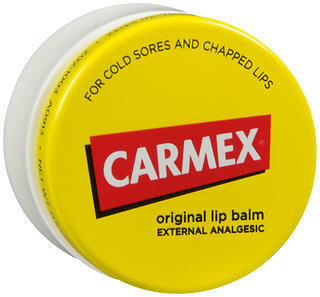 FOR COLD SORES AND CHAPPED LIPS
CARMEX
original lip balm
EXTERNAL ANALGESIC